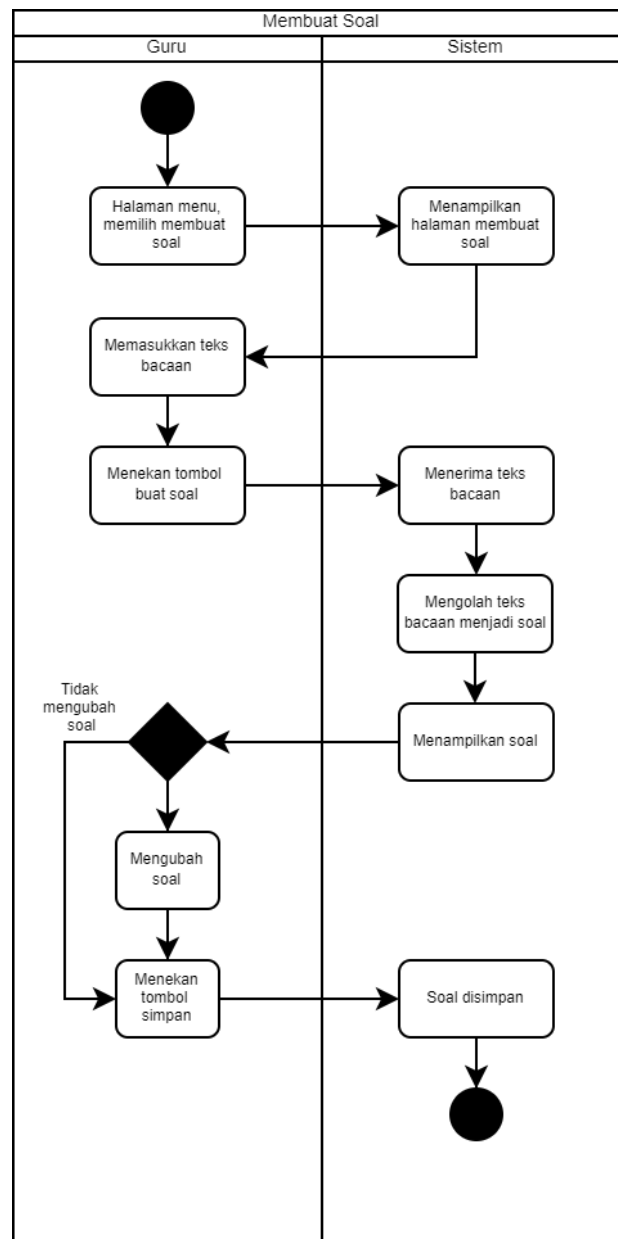 Membuat Soal
Guru
Sistem
Halaman menu,
memilih membuat
soal
Menampilkan
halaman membuat
soal
Memasukkan teks
bacaan
Menekan tombol
buat soal
Menerima teks
bacaan
Mengolah teks
bacaan menjadi soal
Menampilkan soal
Tidak
mengubah
soal
Mengubah
soal
Menekan
tombol
simpan
Soal disimpan